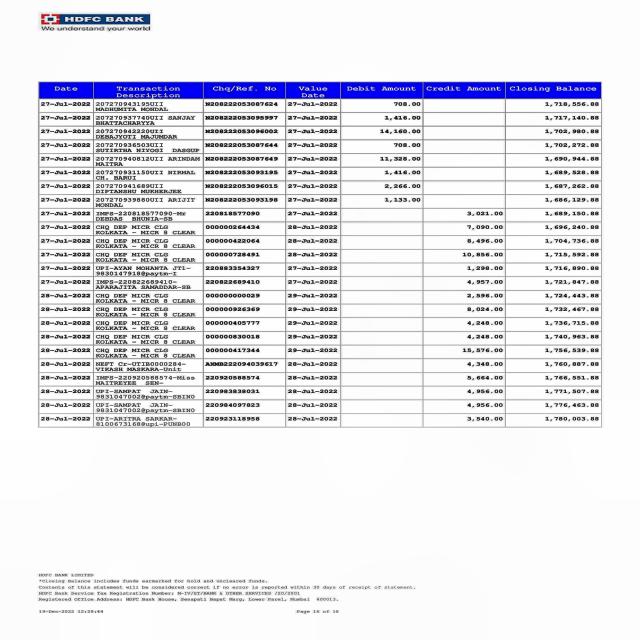 HDFC BANK
We understand your world
Date Transaction Description Chq/Ref. No Value Date Debit Amount Credit Amount Closing Balance
27-Jul-2022 207270943195UII N208222053087624 27-Jul-2022 708.00 1,718,556.88
MADHUMITA MONDAL
27-Jul-2022 207270937740UII SANJAY N208222053095997 27-Jul-2022 1,416.00 1,717,140.88
BHATTACHARYYA
27-Jul-2022 207270942220UII N208222053096002 27-Jul-2022 14,160.00 1,702,980.88
DEBAJYOTI MAJUMDAR
27-Jul-2022 207270936503UII N208222053087644 27-Jul-2022 708.00 1,702,272.88
SUTIRTHA NIYOGI DASGUP
27-Jul-2022 207270940812UII ARINDAM N208222053087649 27-Jul-2022 11,328.00 1,690,944.88
MAITRA
27-Jul-2022 207270931150UII NIRMAL N208222053093195 27-Jul-2022 1,416.00 1,689,528.88
CH. BARUI
27-Jul-2022 207270941689UII N208222053096015 27-Jul-2022 2,266.00 1,687,262.88
DIPTANSHU MUKHERJEE
27-Jul-2022 207270939880UII ARIJIT N208222053093198 27-Jul-2022 1,133.00 1,686,129.88
MONDAL
27-Jul-2022 IMPS-220818577090-Mr 220818577090 27-Jul-2022 3,021.00 1,689,150.88
DEBDAS BHUNIA-SB
27-Jul-2022 CHQ DEP MICR CLG 000000264434 28-Jul-2022 7,090.00 1,696,240.88
KOLKATA - MICR 8 CLEAR
27-Jul-2022 CHQ DEP MICR CLG 000000422064 28-Jul-2022 8,496.00 1,704,736.88
KOLKATA - MICR 8 CLEAR
27-Jul-2022 CHQ DEP MICR CLG 000000728491 28-Jul-2022 10,856.00 1,715,592.88
KOLKATA - MICR 8 CLEAR
27-Jul-2022 UPI-AYAN MOHANTA JT1- 220883354327 27-Jul-2022 1,298.00 1,716,890.88
9830147918@paytm-I
27-Jul-2022 IMPS-220822689410- 220822689410 27-Jul-2022 4,957.00 1,721,847.88
APARAJITA SAMADDAR-SB
28-Jul-2022 CHQ DEP MICR CLG 000000000029 29-Jul-2022 2,596.00 1,724,443.88
KOLKATA - MICR 8 CLEAR
28-Jul-2022 CHQ DEP MICR CLG 000000926369 29-Jul-2022 8,024.00 1,732,467.88
KOLKATA - MICR 8 CLEAR
28-Jul-2022 CHQ DEP MICR CLG 000000405777 29-Jul-2022 4,248.00 1,736,715.88
KOLKATA - MICR 8 CLEAR
28-Jul-2022 CHQ DEP MICR CLG 000000830018 29-Jul-2022 4,248.00 1,740,963.88
KOLKATA - MICR 8 CLEAR
28-Jul-2022 CHQ DEP MICR CLG 000000417344 29-Jul-2022 15,576.00 1,756,539.88
KOLKATA - MICR 8 CLEAR
28-Jul-2022 NEFT Cr-UTIB0000284- AXMB222094039617 28-Jul-2022 4,348.00 1,760,887.88
VIKASH MASKARA-Unit
28-Jul-2022 IMPS-220920588574-Miss 220920588574 28-Jul-2022 5,664.00 1,766,551.88
MAITREYEE SEN-
28-Jul-2022 UPI-SAMPAT JAIN- 220983838031 28-Jul-2022 4,956.00 1,771,507.88
9831047002@paytm-SBIN0
28-Jul-2022 UPI-SAMPAT JAIN- 220984097823 28-Jul-2022 4,956.00 1,776,463.88
9831047002@paytm-SBIN0
28-Jul-2022 UPI-ARITRA SARKAR- 220923118958 28-Jul-2022 3,540.00 1,780,003.88
8100673168@upi-PUNB00
HDFC BANK LIMITED
*Closing Balance includes funds earmarked for hold and uncleared funds.
Contents of this statement will be considered correct if no error is reported within 30 days of receipt of statement.
HDFC Bank Service Tax Registration Number: M-IV/ST/BANK & OTHER SERVICES /20/2001
Registered Office Address: HDFC Bank House, Senapati Bapat Marg, Lower Parel, Mumbai 400013.
19-Dec-2022 12:28:44 Page 16 of 18